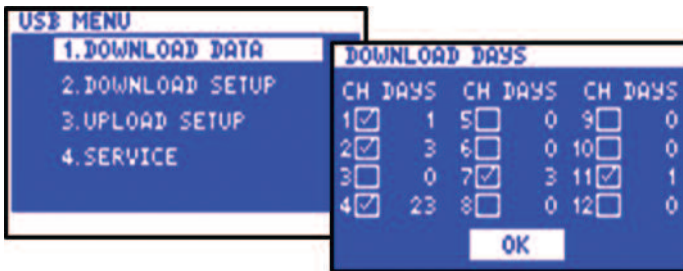 USB MENU
1.DOWNLOAD DATA
2.DOWNLOAD SETUP
3.UPLOAD SETUP
4.SERVICE
DOWNLOAD DAYS
CH DAYS CH DAYS CH DAYS
1 1 5 0 9 0
2 3 6 0 10 0
3 0 7 3 11 1
4 23 8 0 12 0
OK